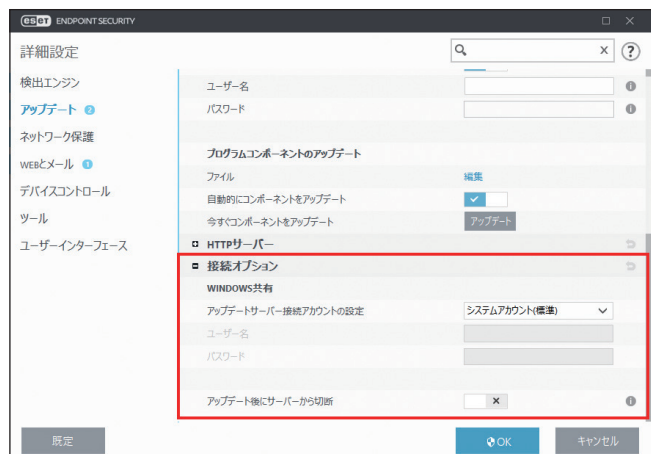 eset ENDPOINT SECURITY
詳細設定
検出エンジン
アップデート 2
ネットワーク保護
WEBとメール 1
デバイスコントロール
ツール
ユーザーインターフェース
ユーザー名
パスワード
プログラムコンポーネントのアップデート
ファイル 編集
自動的にコンポーネントをアップデート
今すぐコンポーネントをアップデート アップデート
HTTPサーバー
接続オプション
WINDOWS共有
アップデートサーバー接続アカウントの設定 システムアカウント(標準)
ユーザー名
パスワード
アップデート後にサーバーから切断
既定 OK キャンセル